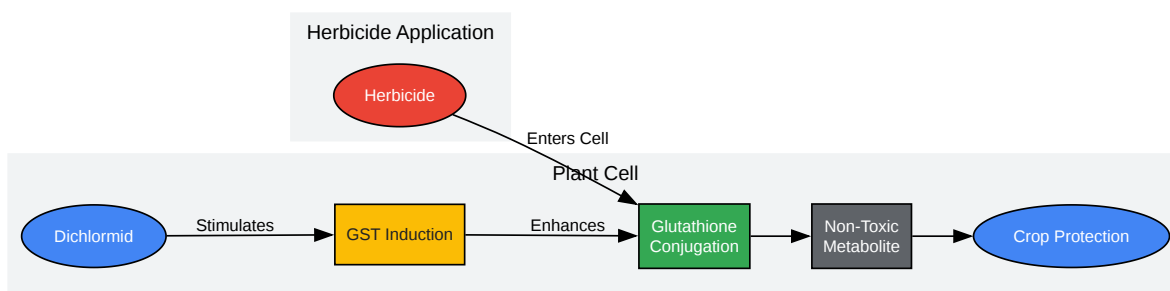 Herbicide Application
Herbicide
Enters Cell
Plant Cell
Dichlormid
Stimulates
GST Induction
Enhances
Glutathione
Conjugation
Non-Toxic
Metabolite
Crop Protection